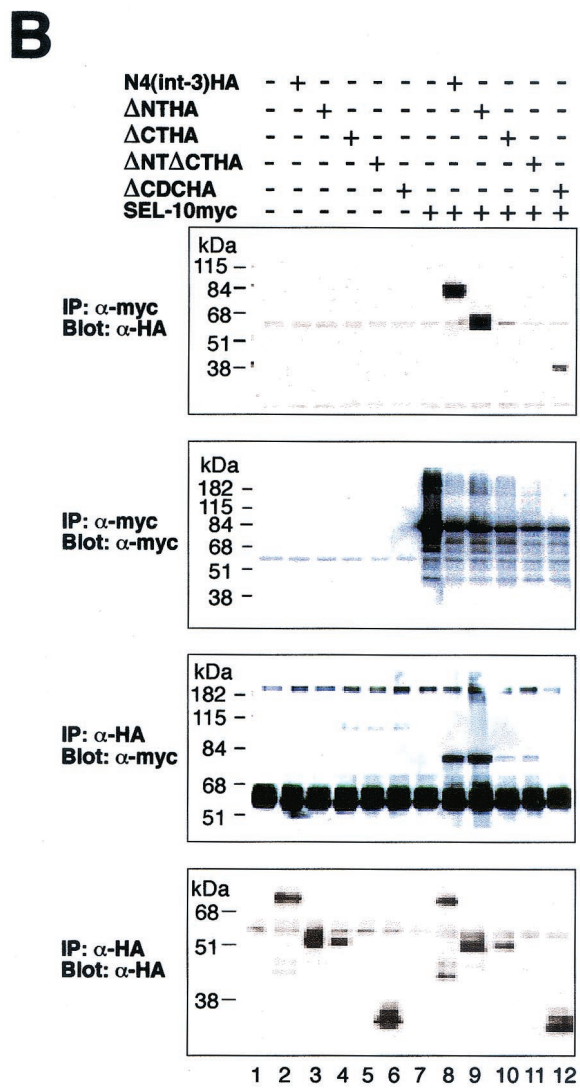 B
N4(int-3)HA - + - - - - - + - - - -
ΔNTHA - - + - - - - - + - - -
ΔCTHA - - - + - - - - - + - -
ΔNTΔCTHA - - - - + - - - - - + -
ΔCDCHA - - - - - + - - - - - +
SEL-10myc - - - - - - + + + + + +
kDa
115 –
84 –
68 –
51 –
38 –
IP: α-myc
Blot: α-HA
kDa
182 –
115 –
84 –
68 –
51 –
38 –
IP: α-myc
Blot: α-myc
kDa
182 –
115 –
84 –
68 –
51 –
IP: α-HA
Blot: α-myc
kDa
68 –
51 –
38 –
IP: α-HA
Blot: α-HA
1 2 3 4 5 6 7 8 9 10 11 12